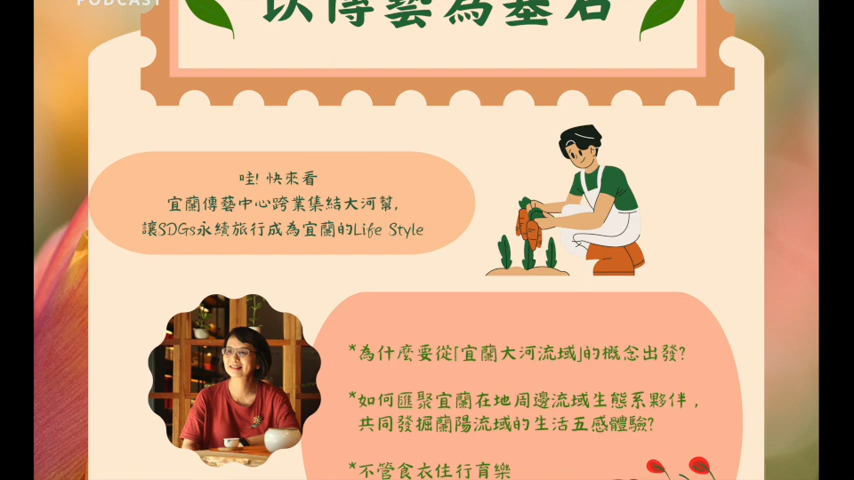 PODCAST
以傳藝為基石
哇! 快來看
宜蘭傳藝中心跨業集結大河幫,
讓SDGs永續旅行成為宜蘭的Life Style
*為什麼要從「宜蘭大河流域」的概念出發?
*如何匯聚宜蘭在地周邊流域生態系夥伴,
共同發掘蘭陽流域的生活五感體驗?
*不管食衣住行育樂